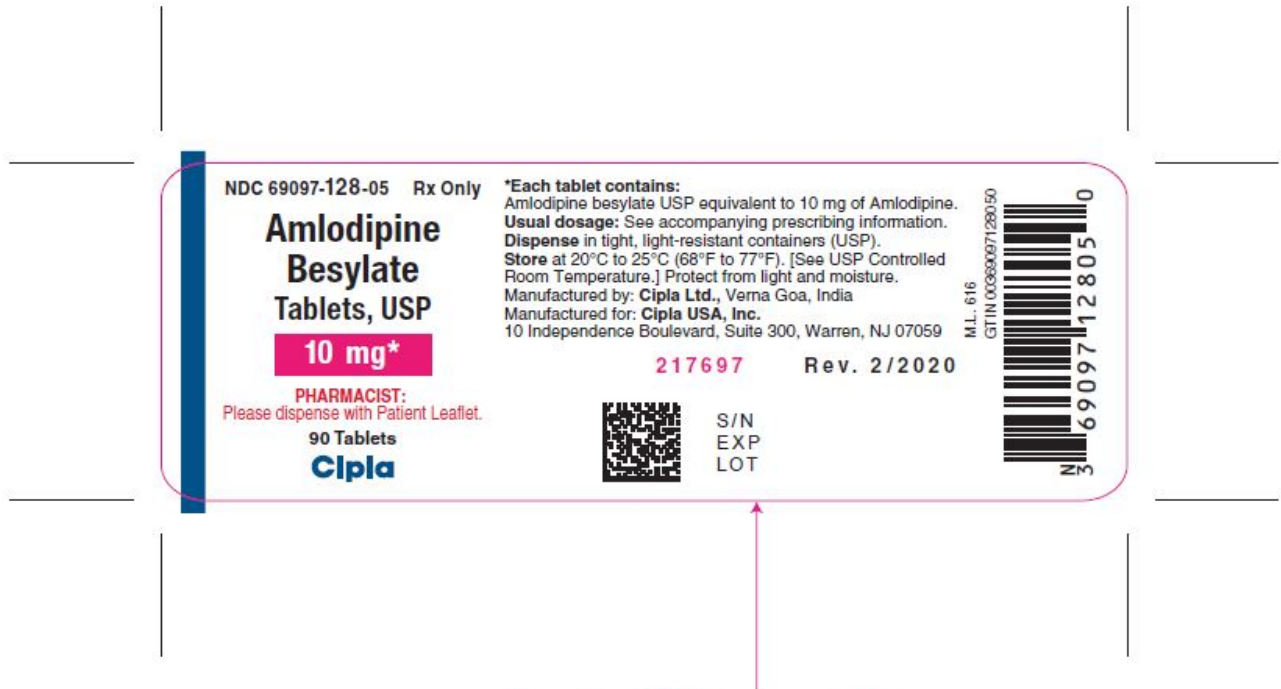 NDC 69097-128-05 Rx Only
Amlodipine
Besylate
Tablets, USP
10 mg*
PHARMACIST:
Please dispense with Patient Leaflet.
90 Tablets
Cipla
*Each tablet contains:
Amlodipine besylate USP equivalent to 10 mg of Amlodipine.
Usual dosage: See accompanying prescribing information.
Dispense in tight, light-resistant containers (USP).
Store at 20°C to 25°C (68°F to 77°F). [See USP Controlled
Room Temperature.] Protect from light and moisture.
Manufactured by: Cipla Ltd., Verna Goa, India
Manufactured for: Cipla USA, Inc.
10 Independence Boulevard, Suite 300, Warren, NJ 07059
217697 Rev. 2/2020
S/N
EXP
LOT
M.L. 616
GTIN 00369097128050
N
3 69097 12805 0